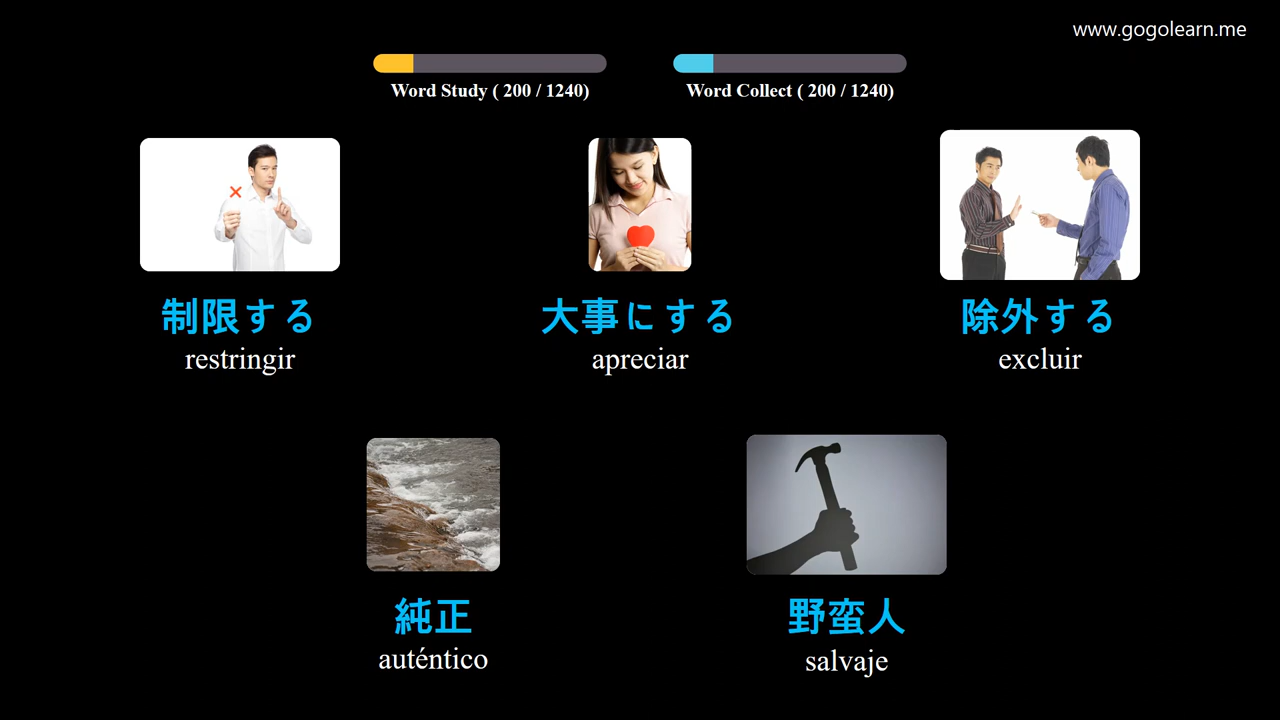 www.gogolearn.me
Word Study ( 200 / 1240)
Word Collect ( 200 / 1240)
制限する
restringir
大事にする
apreciar
除外する
excluir
純正
auténtico
野蛮人
salvaje